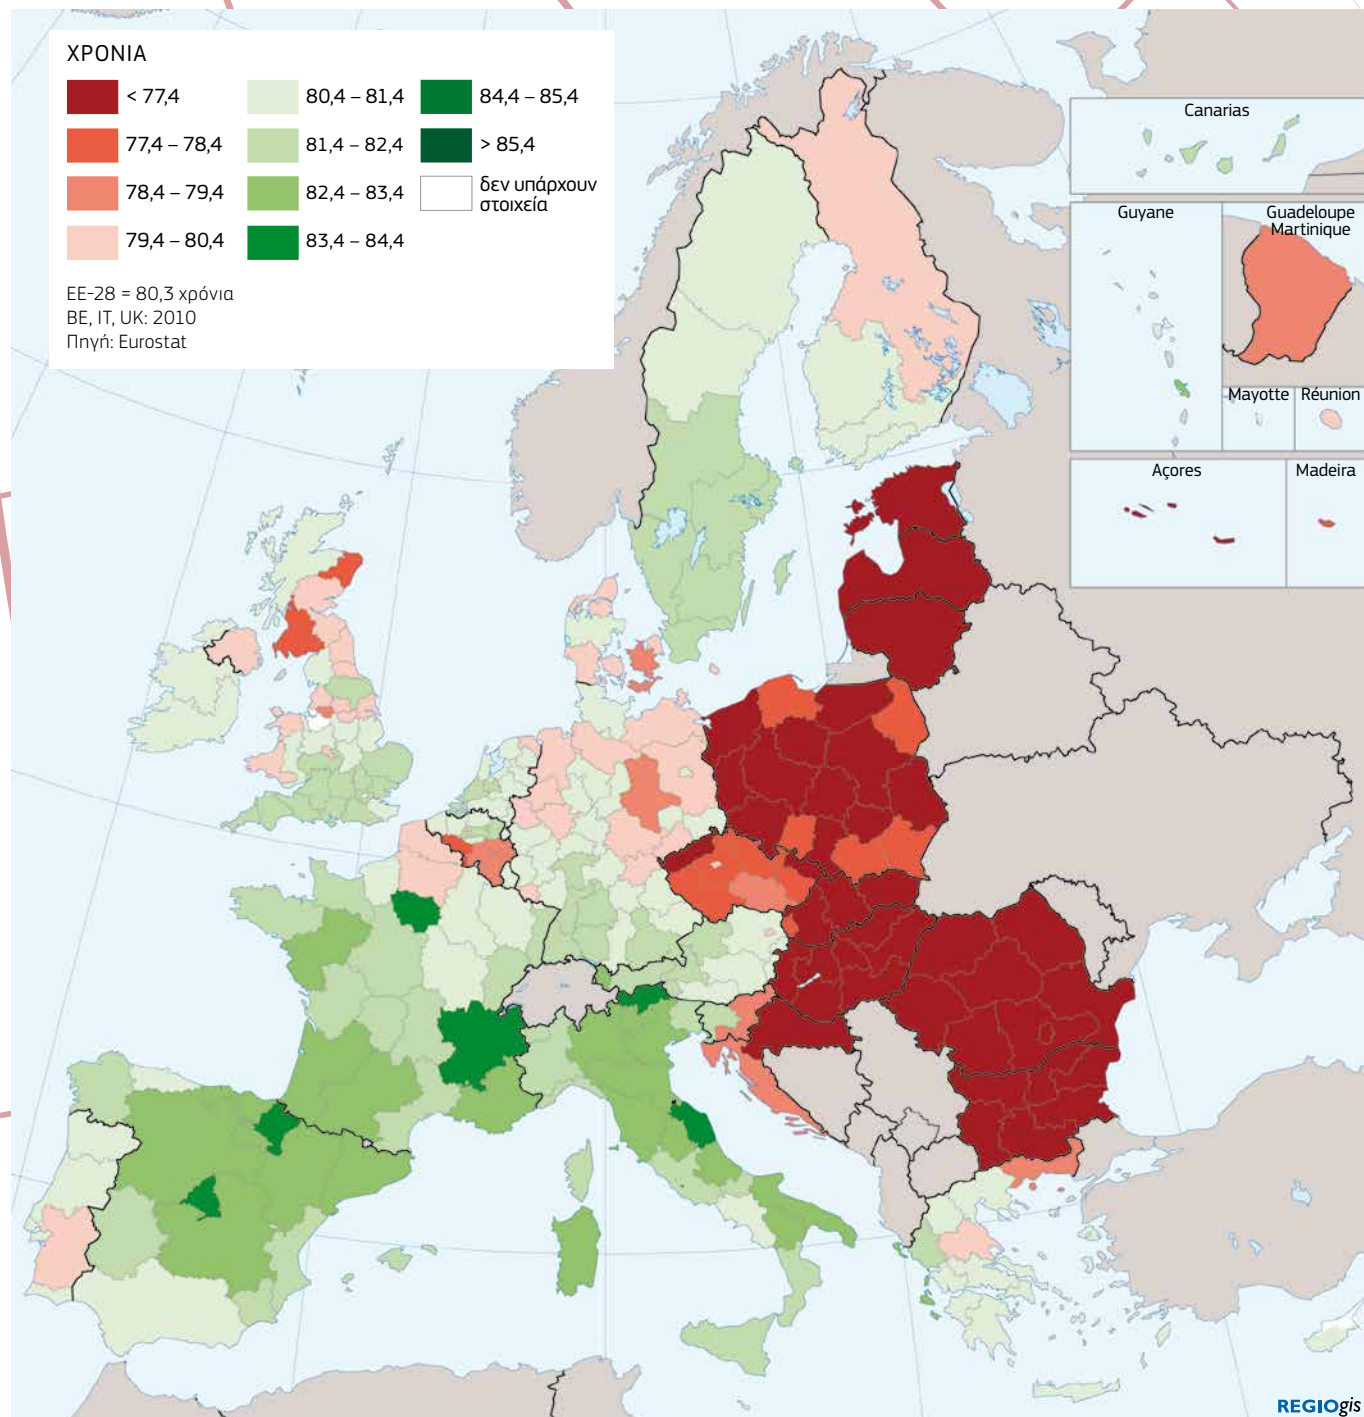 ΧΡΟΝΙΑ
< 77,4
77,4 – 78,4
78,4 – 79,4
79,4 – 80,4
80,4 – 81,4
81,4 – 82,4
82,4 – 83,4
83,4 – 84,4
84,4 – 85,4
> 85,4
δεν υπάρχουν
στοιχεία
ΕΕ-28 = 80,3 χρόνια
BE, IT, UK: 2010
Πηγή: Eurostat
Canarias
Guyane
Guadeloupe
Martinique
Mayotte
Réunion
Açores
Madeira
REGIOgis